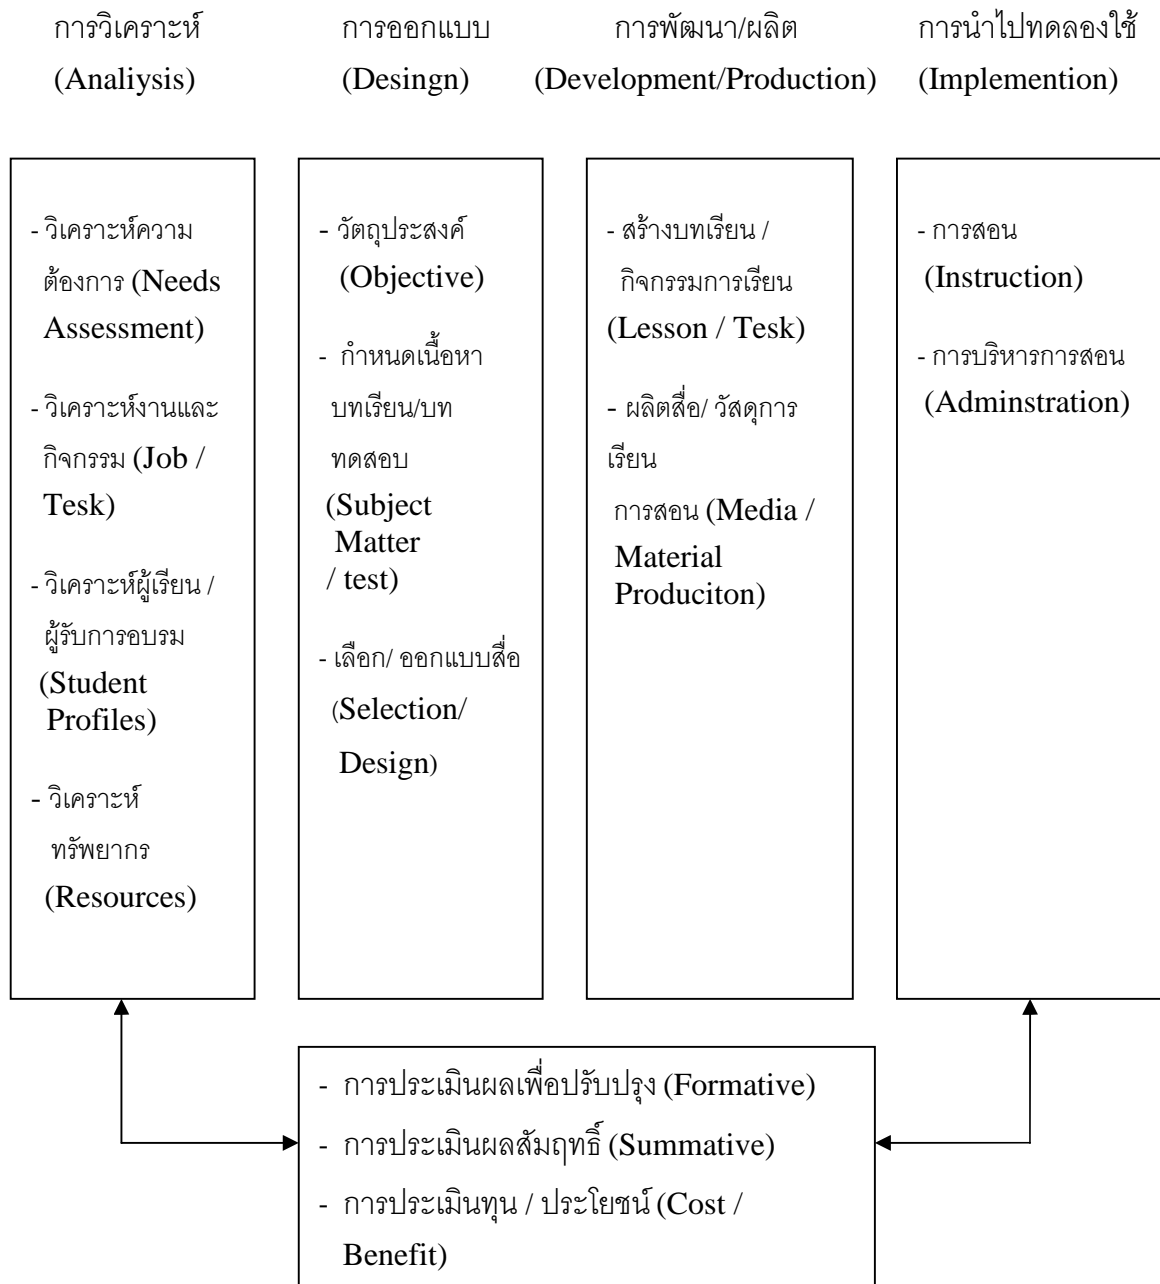 การวิเคราะห์
(Analiysis)
การออกแบบ
(Desingn)
การพัฒนา/ผลิต
(Development/Production)
การนำไปทดลองใช้
(Implemention)
- วิเคราะห์ความ
ต้องการ (Needs
Assessment)
- วิเคราะห์งานและ
กิจกรรม (Job /
Tesk)
- วิเคราะห์ผู้เรียน /
ผู้รับการอบรม
(Student
Profiles)
- วิเคราะห์
ทรัพยากร
(Resources)
- วัตถุประสงค์
(Objective)
- กำหนดเนื้อหา
บทเรียน/บท
ทดสอบ
(Subject
Matter
/ test)
- เลือก/ ออกแบบสื่อ
(Selection/
Design)
- สร้างบทเรียน /
กิจกรรมการเรียน
(Lesson / Tesk)
- ผลิตสื่อ/ วัสดุการ
เรียน
การสอน (Media /
Material
Produciton)
- การสอน
(Instruction)
- การบริหารการสอน
(Adminstration)
- การประเมินผลเพื่อปรับปรุง (Formative)
- การประเมินผลสัมฤทธิ์ (Summative)
- การประเมินทุน / ประโยชน์ (Cost /
Benefit)